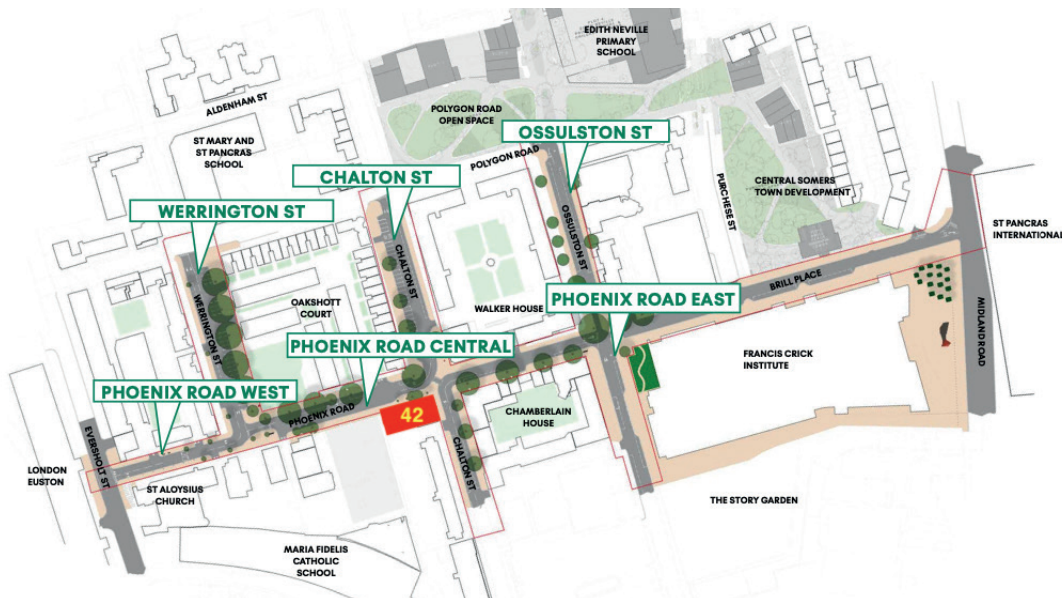 EDITH NEVILLE
PRIMARY
SCHOOL
ALDENHAM ST
POLYGON ROAD
OPEN SPACE
OSSULSTON ST
ST MARY AND
ST PANCRAS
SCHOOL
POLYGON ROAD
CHALTON ST
CENTRAL SOMERS
TOWN DEVELOPMENT
PURCHESE ST
WERRINGTON ST
ST PANCRAS
INTERNATIONAL
OSSULSTON ST
CHALTON ST
BRILL PLACE
WERRINGTON ST
OAKSHOTT
COURT
WALKER HOUSE
PHOENIX ROAD EAST
MIDLAND ROAD
PHOENIX ROAD CENTRAL
FRANCIS CRICK
INSTITUTE
PHOENIX ROAD WEST
PHOENIX ROAD
42
CHAMBERLAIN
HOUSE
EVERSHOLT ST
CHALTON ST
LONDON
EUSTON
ST ALOYSIUS
CHURCH
THE STORY GARDEN
MARIA FIDELIS
CATHOLIC
SCHOOL